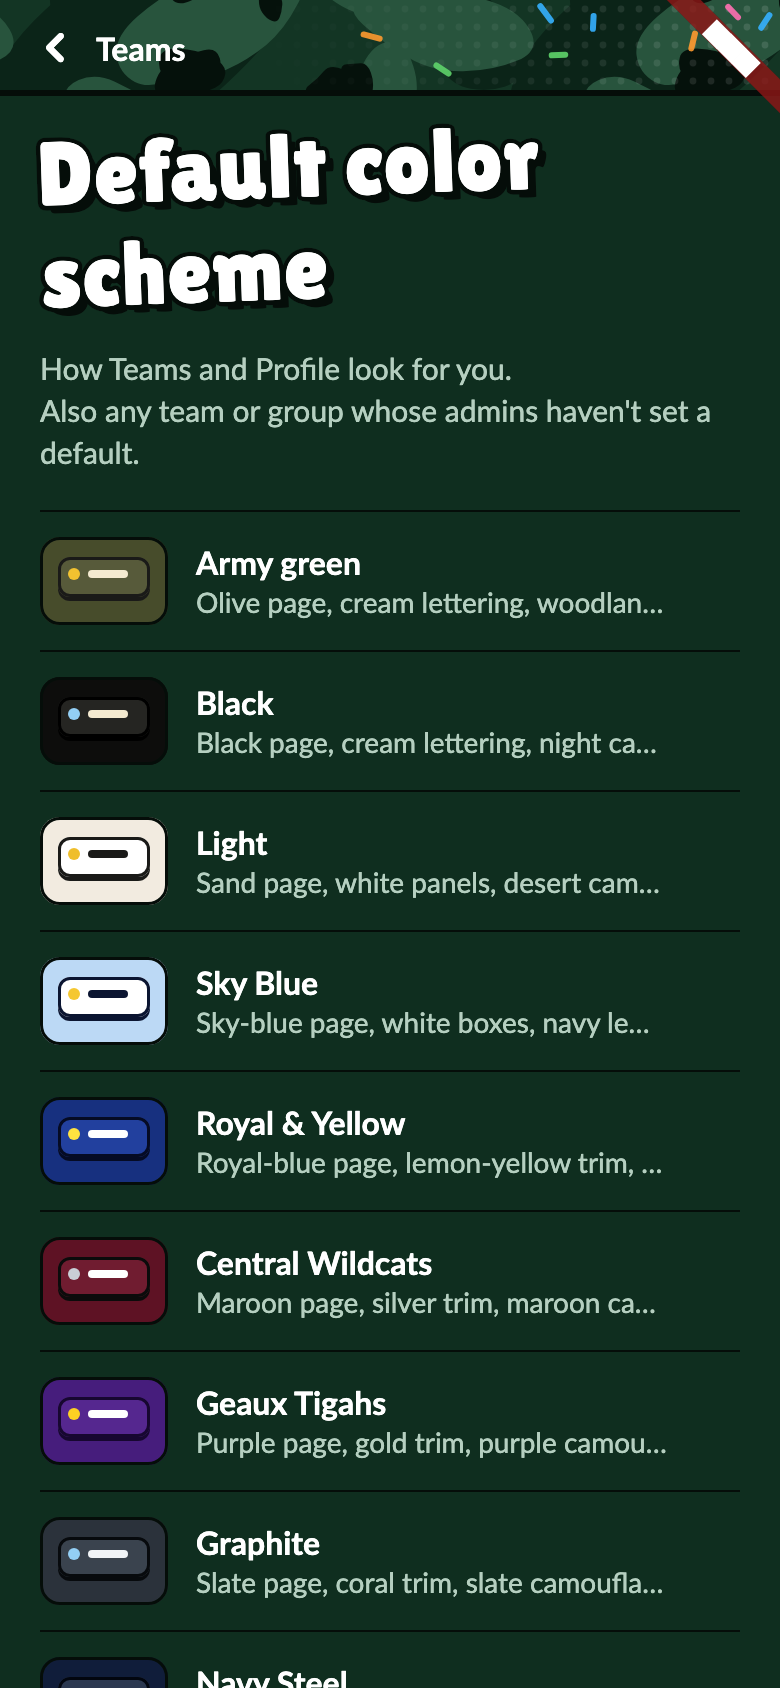 Teams
Default color
scheme
How Teams and Profile look for you.
Also any team or group whose admins haven't set a
default.
Army green
Olive page, cream lettering, woodlan...
Black
Black page, cream lettering, night ca...
Light
Sand page, white panels, desert cam...
Sky Blue
Sky-blue page, white boxes, navy le...
Royal & Yellow
Royal-blue page, lemon-yellow trim, ...
Central Wildcats
Maroon page, silver trim, maroon ca...
Geaux Tigahs
Purple page, gold trim, purple camou...
Graphite
Slate page, coral trim, slate camoufla...
Navy Steel